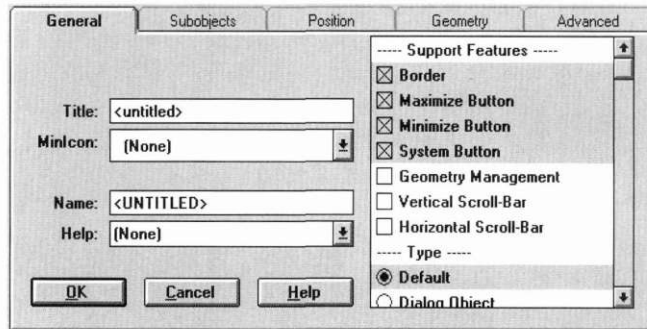 General Subobjects Position Geometry Advanced
Title: <untitled>
MinIcon: (None)
Name: <UNTITLED>
Help: (None)
OK Cancel Help
----- Support Features -----
Border
Maximize Button
Minimize Button
System Button
Geometry Management
Vertical Scroll-Bar
Horizontal Scroll-Bar
----- Type -----
Default
Dialog Object